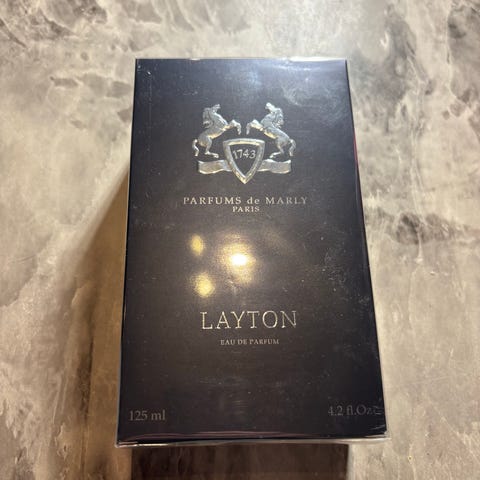 1743
PARFUMS de MARLY
PARIS
LAYTON
EAU DE PARFUM
125 ml 4.2 fl.Oz